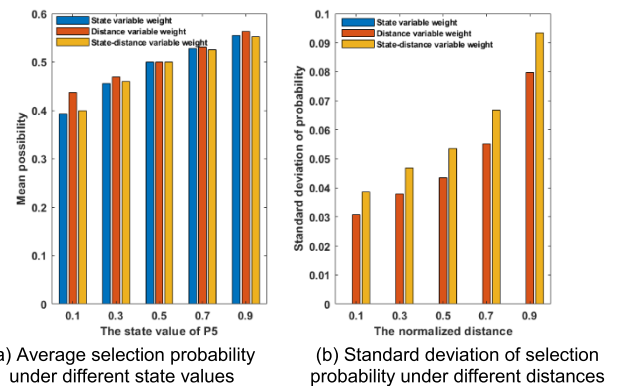 0.6
0.5
0.4
0.3
0.2
0.1
0
Mean possibility
State variable weight
Distance variable weight
State-distance variable weight
0.1 0.3 0.5 0.7 0.9
The state value of P5
a) Average selection probability
under different state values
0.1
0.09
0.08
0.07
0.06
0.05
0.04
0.03
0.02
0.01
0
Standard deviation of probability
State variable weight
Distance variable weight
State-distance variable weight
0.1 0.3 0.5 0.7 0.9
The normalized distance
(b) Standard deviation of selection
probability under different distances